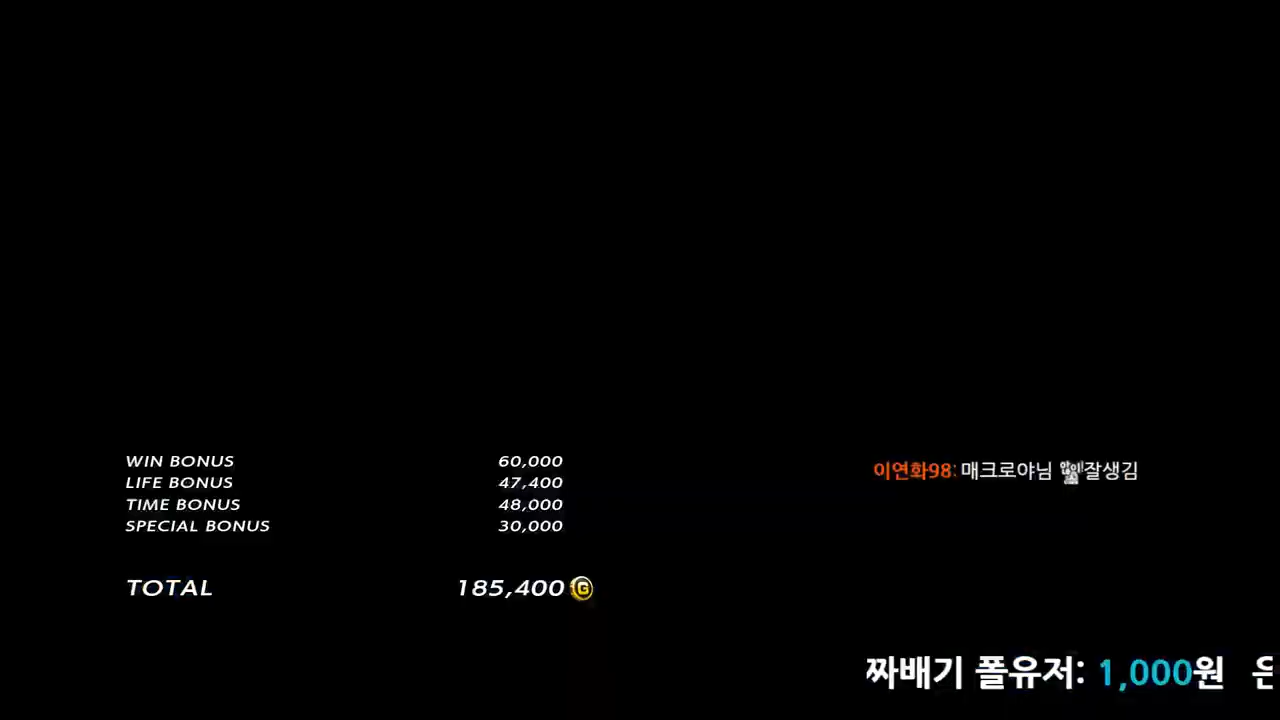 WIN BONUS 60,000
LIFE BONUS 47,400
TIME BONUS 48,000
SPECIAL BONUS 30,000
TOTAL 185,400 G
이연화98: 매크로야님 잘생김
짜배기 폴유저: 1,000원